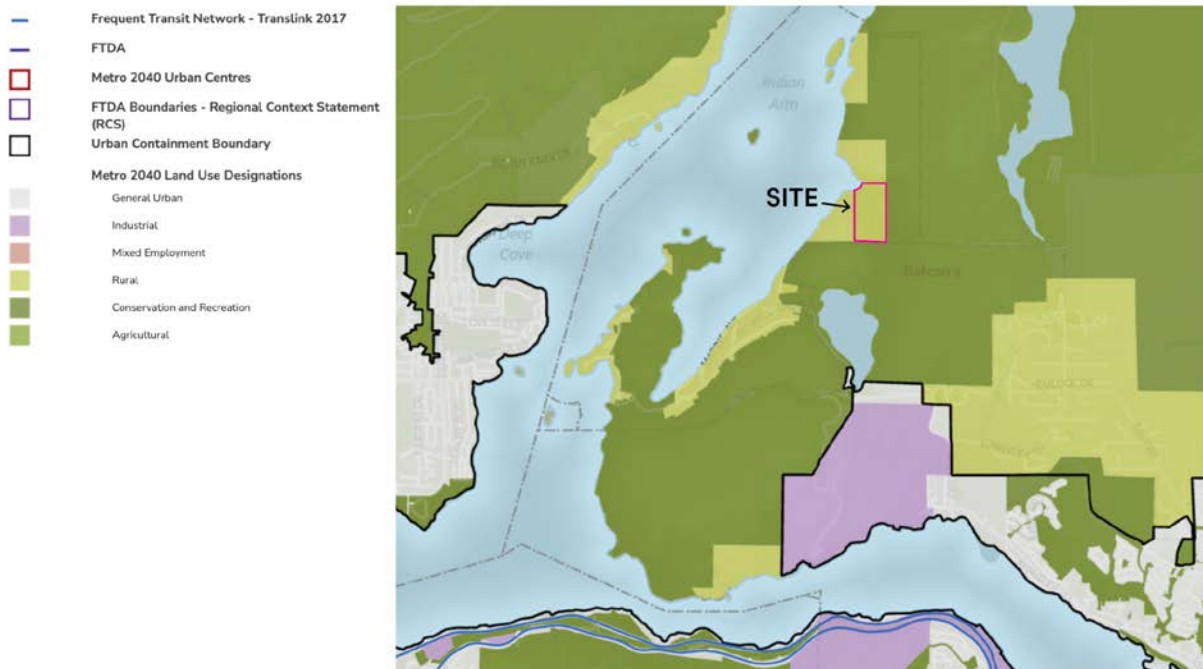 Frequent Transit Network - Translink 2017
FTDA
Metro 2040 Urban Centres
FTDA Boundaries - Regional Context Statement
(RCS)
Urban Containment Boundary
Metro 2040 Land Use Designations
General Urban
Industrial
Mixed Employment
Rural
Conservation and Recreation
Agricultural
Indian
Arm
SITE
Deep
Cove
Belcarra